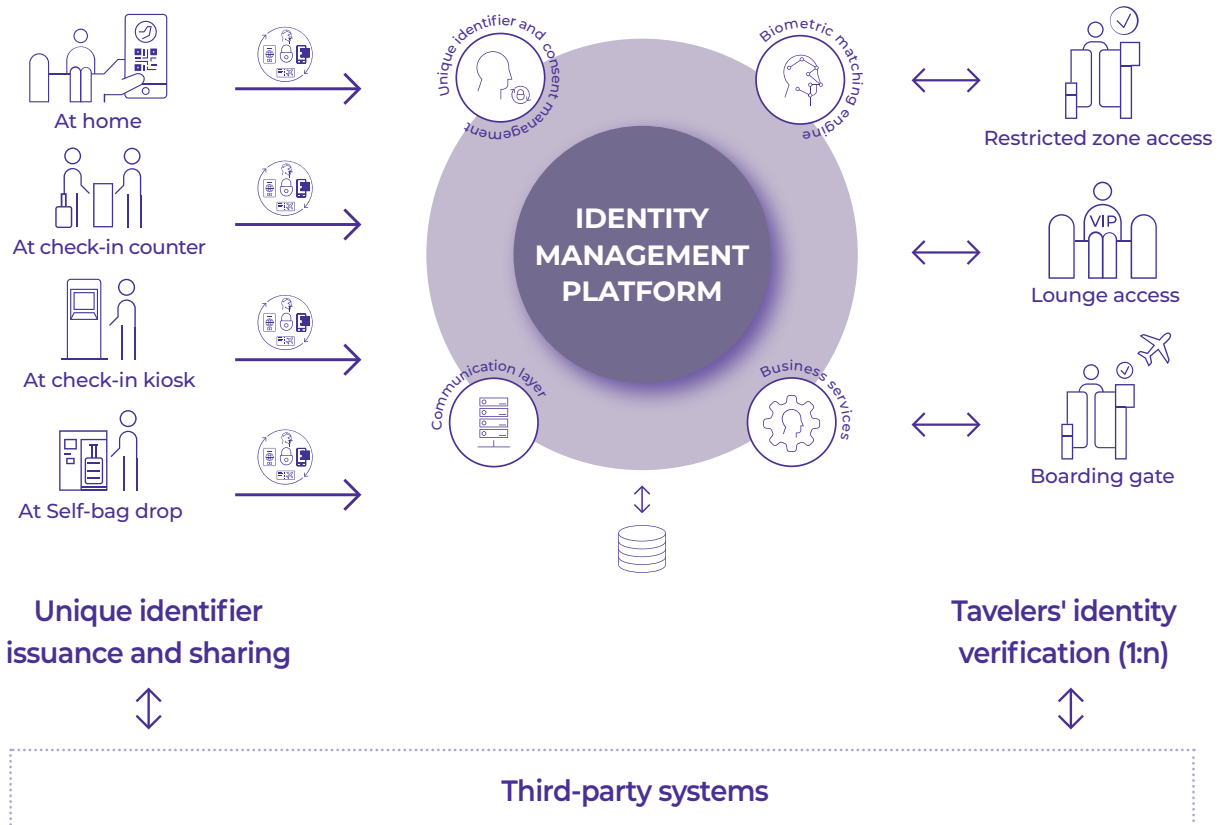 At home
At check-in counter
At check-in kiosk
At Self-bag drop
Unique identifier and consent management
Biometric matching engine
IDENTITY
MANAGEMENT
PLATFORM
Communication layer
Business services
Restricted zone access
VIP
Lounge access
Boarding gate
Unique identifier
issuance and sharing
Tavelers' identity
verification (1:n)
Third-party systems